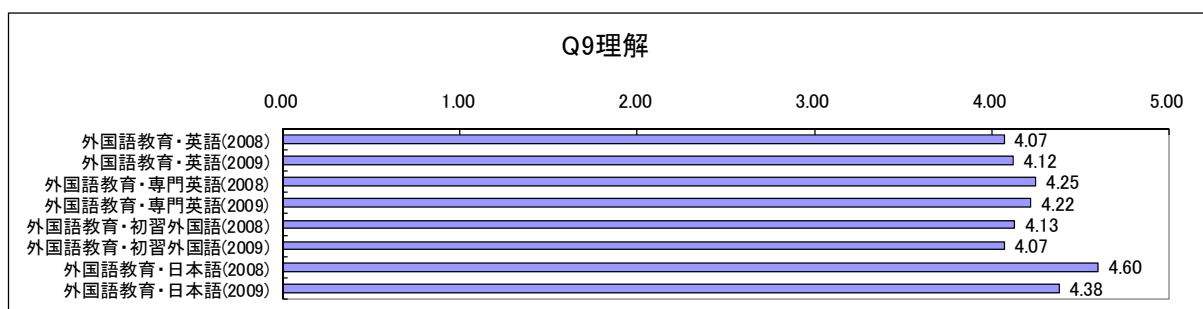 Q9理解
0.00 1.00 2.00 3.00 4.00 5.00
外国語教育・英語(2008) 4.07
外国語教育・英語(2009) 4.12
外国語教育・専門英語(2008) 4.25
外国語教育・専門英語(2009) 4.22
外国語教育・初習外国語(2008) 4.13
外国語教育・初習外国語(2009) 4.07
外国語教育・日本語(2008) 4.60
外国語教育・日本語(2009) 4.38